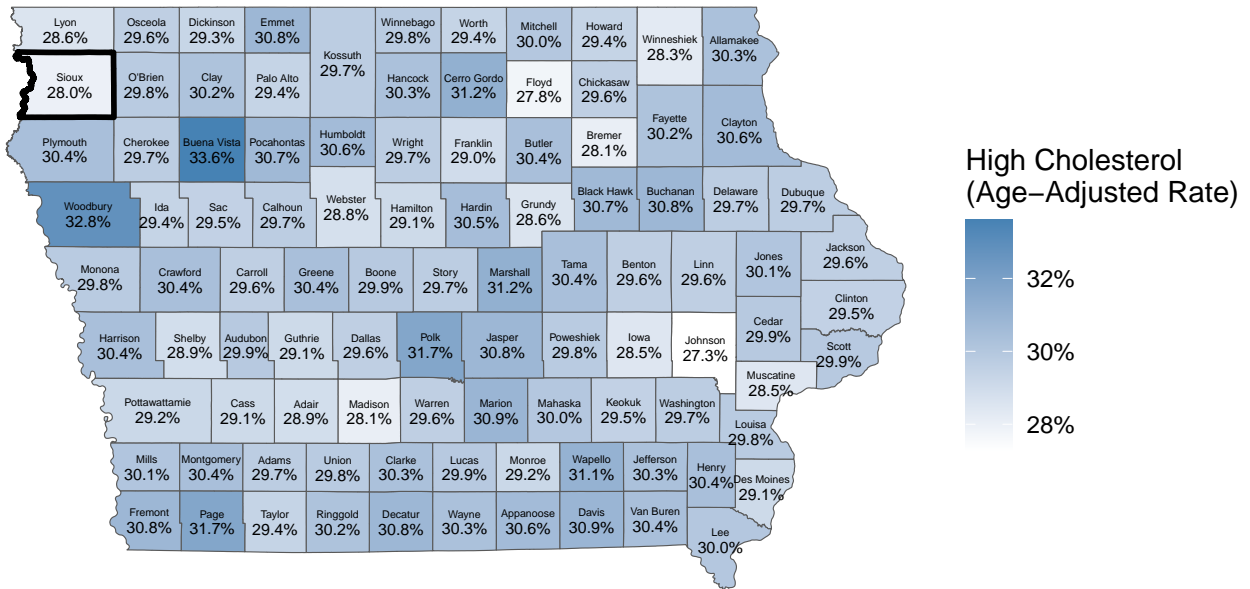 Lyon
28.6%
Osceola
29.6%
Dickinson
29.3%
Emmet
30.8%
Kossuth
29.7%
Winnebago
29.8%
Worth
29.4%
Mitchell
30.0%
Howard
29.4%
Winneshiek
28.3%
Allamakee
30.3%
Sioux
28.0%
O'Brien
29.8%
Clay
30.2%
Palo Alto
29.4%
Hancock
30.3%
Cerro Gordo
31.2%
Floyd
27.8%
Chickasaw
29.6%
Fayette
30.2%
Clayton
30.6%
Plymouth
30.4%
Cherokee
29.7%
Buena Vista
33.6%
Pocahontas
30.7%
Humboldt
30.6%
Wright
29.7%
Franklin
29.0%
Butler
30.4%
Bremer
28.1%
Woodbury
32.8%
Ida
29.4%
Sac
29.5%
Calhoun
29.7%
Webster
28.8%
Hamilton
29.1%
Hardin
30.5%
Grundy
28.6%
Black Hawk
30.7%
Buchanan
30.8%
Delaware
29.7%
Dubuque
29.7%
Monona
29.8%
Crawford
30.4%
Carroll
29.6%
Greene
30.4%
Boone
29.9%
Story
29.7%
Marshall
31.2%
Tama
30.4%
Benton
29.6%
Linn
29.6%
Jones
30.1%
Jackson
29.6%
Clinton
29.5%
Harrison
30.4%
Shelby
28.9%
Audubon
29.9%
Guthrie
29.1%
Dallas
29.6%
Polk
31.7%
Jasper
30.8%
Poweshiek
29.8%
Iowa
28.5%
Johnson
27.3%
Cedar
29.9%
Scott
29.9%
Muscatine
28.5%
Pottawattamie
29.2%
Cass
29.1%
Adair
28.9%
Madison
28.1%
Warren
29.6%
Marion
30.9%
Mahaska
30.0%
Keokuk
29.5%
Washington
29.7%
Louisa
29.8%
Mills
30.1%
Montgomery
30.4%
Adams
29.7%
Union
29.8%
Clarke
30.3%
Lucas
29.9%
Monroe
29.2%
Wapello
31.1%
Jefferson
30.3%
Henry
30.4%
Des Moines
29.1%
Fremont
30.8%
Page
31.7%
Taylor
29.4%
Ringgold
30.2%
Decatur
30.8%
Wayne
30.3%
Appanoose
30.6%
Davis
30.9%
Van Buren
30.4%
Lee
30.0%
High Cholesterol
(Age−Adjusted Rate)
32%
30%
28%